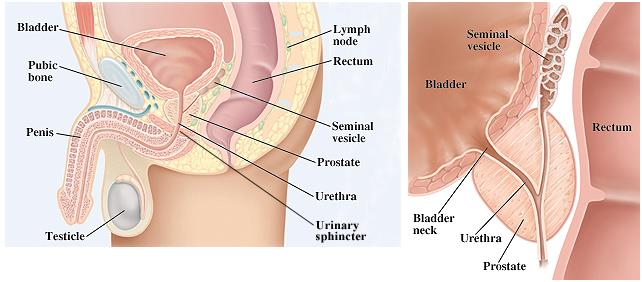 Bladder
Pubic
bone
Penis
Testicle
Lymph
node
Rectum
Seminal
vesicle
Prostate
Urethra
Urinary
sphincter
Seminal
vesicle
Bladder
Rectum
Bladder
neck
Urethra
Prostate